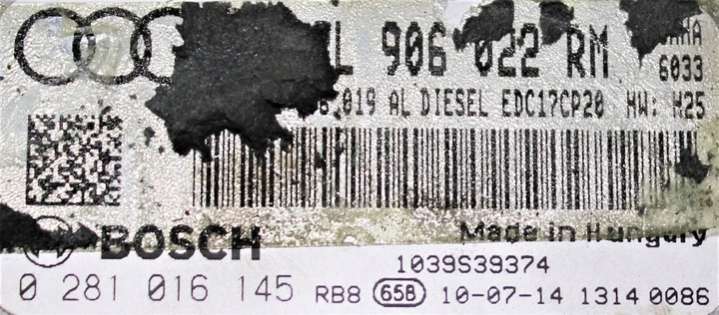 L 906 022 RM
6033
019 AL DIESEL EDC17CP20 HW: H25
BOSCH
Made in Hungary
1039S39374
0 281 016 145 RB8 658 10-07-14 1314 0086